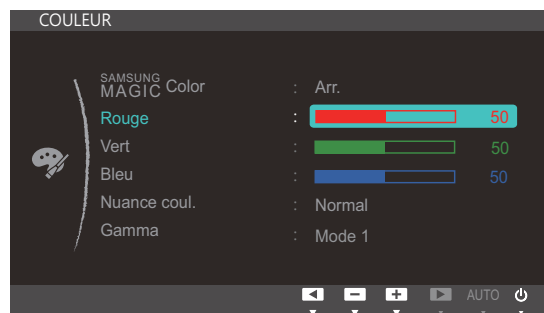 COULEUR
SAMSUNG MAGIC Color : Arr.
Rouge : 50
Vert : 50
Bleu : 50
Nuance coul. : Normal
Gamma : Mode 1
AUTO